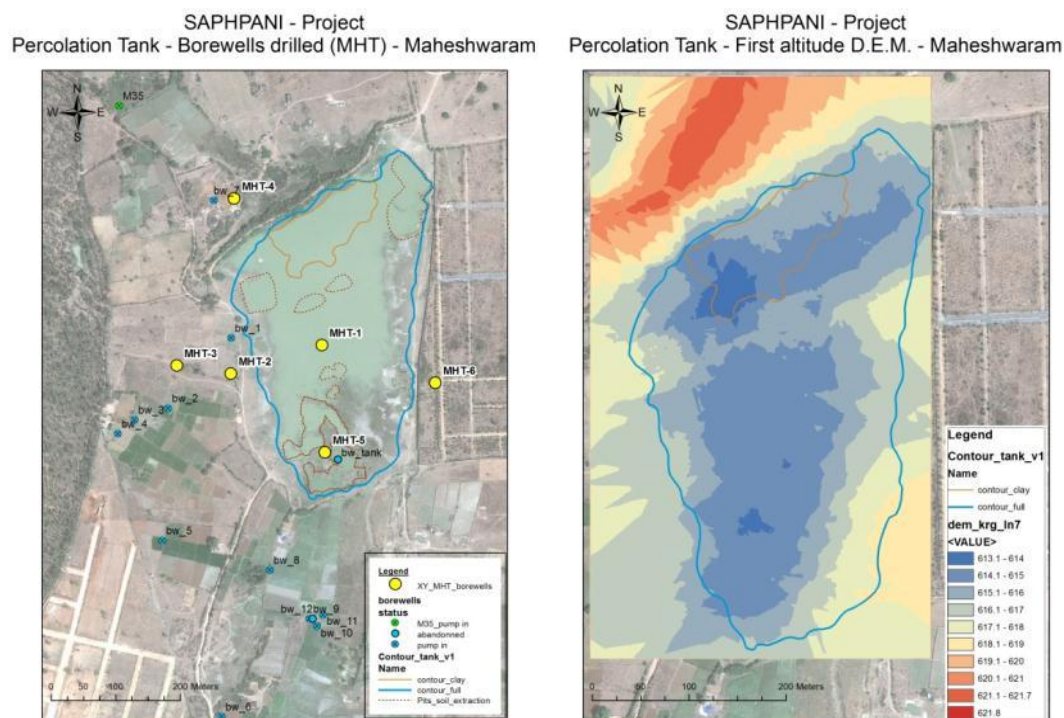 SAPHPANI - Project
Percolation Tank - Borewells drilled (MHT) - Maheshwaram
N
W E
S
M35
MHT-4
bw_7
bw_1
MHT-1
MHT-3
MHT-2
MHT-6
bw_2
bw_3
bw_4
MHT-5
bw_tank
bw_5
bw_8
bw_12
bw_9
bw_11
bw_10
bw_6
0 100 200 Meters
Legend
XY_MHT_borewells
borewells
status
M35_pump in
abandonned
pump in
Contour_tank_v1
Name
contour_clay
contour_full
Pits_soil_extraction
SAPHPANI - Project
Percolation Tank - First altitude D.E.M. - Maheshwaram
N
W E
S
0 100 200 Meters
Legend
Contour_tank_v1
Name
contour_clay
contour_full
dem_krg_ln7
<VALUE>
613.1 - 614
614.1 - 615
615.1 - 616
616.1 - 617
617.1 - 618
618.1 - 619
619.1 - 620
620.1 - 621
621.1 - 621.7
621.8